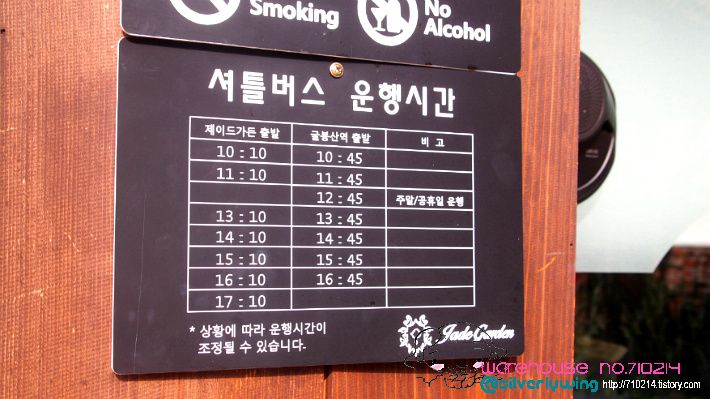 Smoking
No
Alcohol
셔틀버스 운행시간
제이드가든 출발 굴봉산역 출발 비 고
10 : 10 10 : 45
11 : 10 11 : 45
12 : 45 주말/공휴일 운행
13 : 10 13 : 45
14 : 10 14 : 45
15 : 10 15 : 45
16 : 10 16 : 45
17 : 10
* 상황에 따라 운행시간이
조정될 수 있습니다.
Jade Garden
warehouse no.710214
@silverlywing http://710214.tistory.com